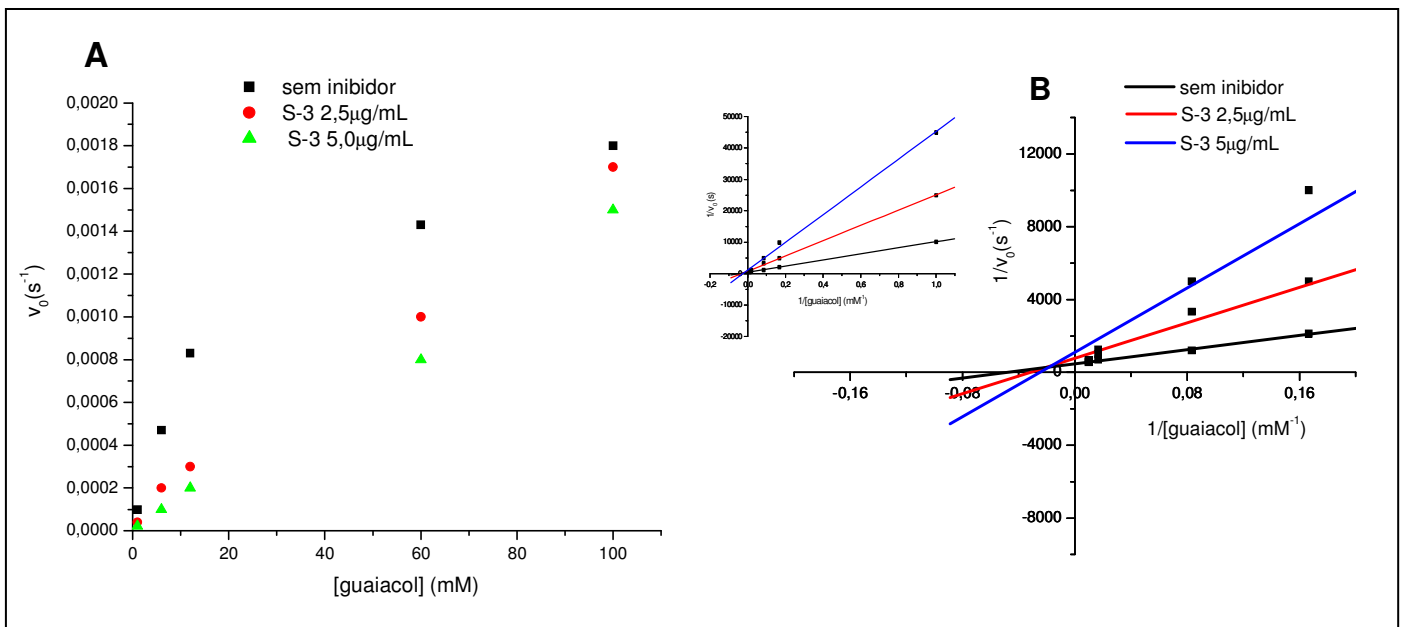 A
sem inibidor
S-3 2,5μg/mL
S-3 5,0μg/mL
0,0020
0,0018
0,0016
0,0014
0,0012
0,0010
0,0008
0,0006
0,0004
0,0002
0,0000
v0(s-1)
0 20 40 60 80 100
[guaiacol] (mM)
50000
40000
30000
20000
10000
0
-10000
-20000
1/v0(s)
-0,2 0,0 0,2 0,4 0,6 0,8 1,0
1/[guaiacol] (mM-1)
B
sem inibidor
S-3 2,5μg/mL
S-3 5μg/mL
12000
8000
4000
0
-4000
-8000
1/v0(s-1)
-0,16 -0,08 0,00 0,08 0,16
1/[guaiacol] (mM-1)